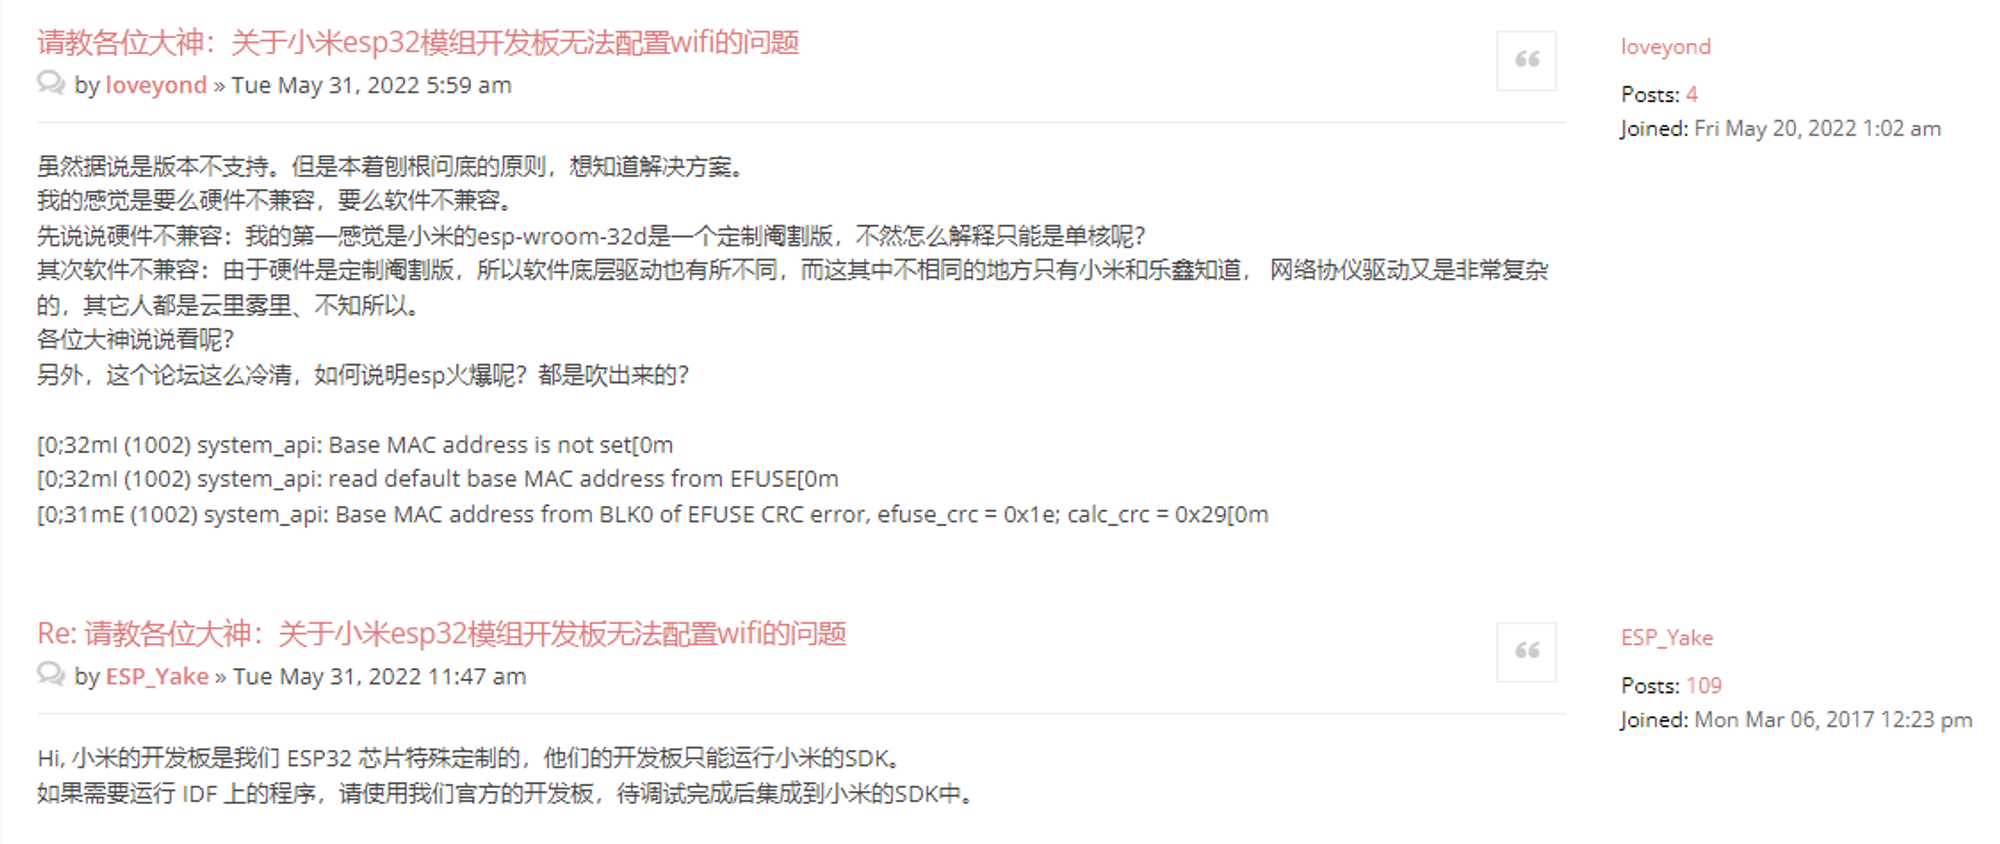 请教各位大神：关于小米esp32模组开发板无法配置wifi的问题
by loveyond » Tue May 31, 2022 5:59 am
loveyond
Posts: 4
Joined: Fri May 20, 2022 1:02 am
虽然据说是版本不支持。但是本着刨根问底的原则，想知道解决方案。
我的感觉是要么硬件不兼容，要么软件不兼容。
先说说硬件不兼容：我的第一感觉是小米的esp-wroom-32d是一个定制阉割版，不然怎么解释只能是单核呢？
其次软件不兼容：由于硬件是定制阉割版，所以软件底层驱动也有所不同，而这其中不相同的地方只有小米和乐鑫知道， 网络协仪驱动又是非常复杂
的，其它人都是云里雾里、不知所以。
各位大神说说看呢？
另外，这个论坛这么冷清，如何说明esp火爆呢？都是吹出来的？
[0;32mI (1002) system_api: Base MAC address is not set[0m
[0;32mI (1002) system_api: read default base MAC address from EFUSE[0m
[0;31mE (1002) system_api: Base MAC address from BLK0 of EFUSE CRC error, efuse_crc = 0x1e; calc_crc = 0x29[0m
Re: 请教各位大神：关于小米esp32模组开发板无法配置wifi的问题
by ESP_Yake » Tue May 31, 2022 11:47 am
ESP_Yake
Posts: 109
Joined: Mon Mar 06, 2017 12:23 pm
Hi, 小米的开发板是我们 ESP32 芯片特殊定制的，他们的开发板只能运行小米的SDK。
如果需要运行 IDF 上的程序，请使用我们官方的开发板，待调试完成后集成到小米的SDK中。